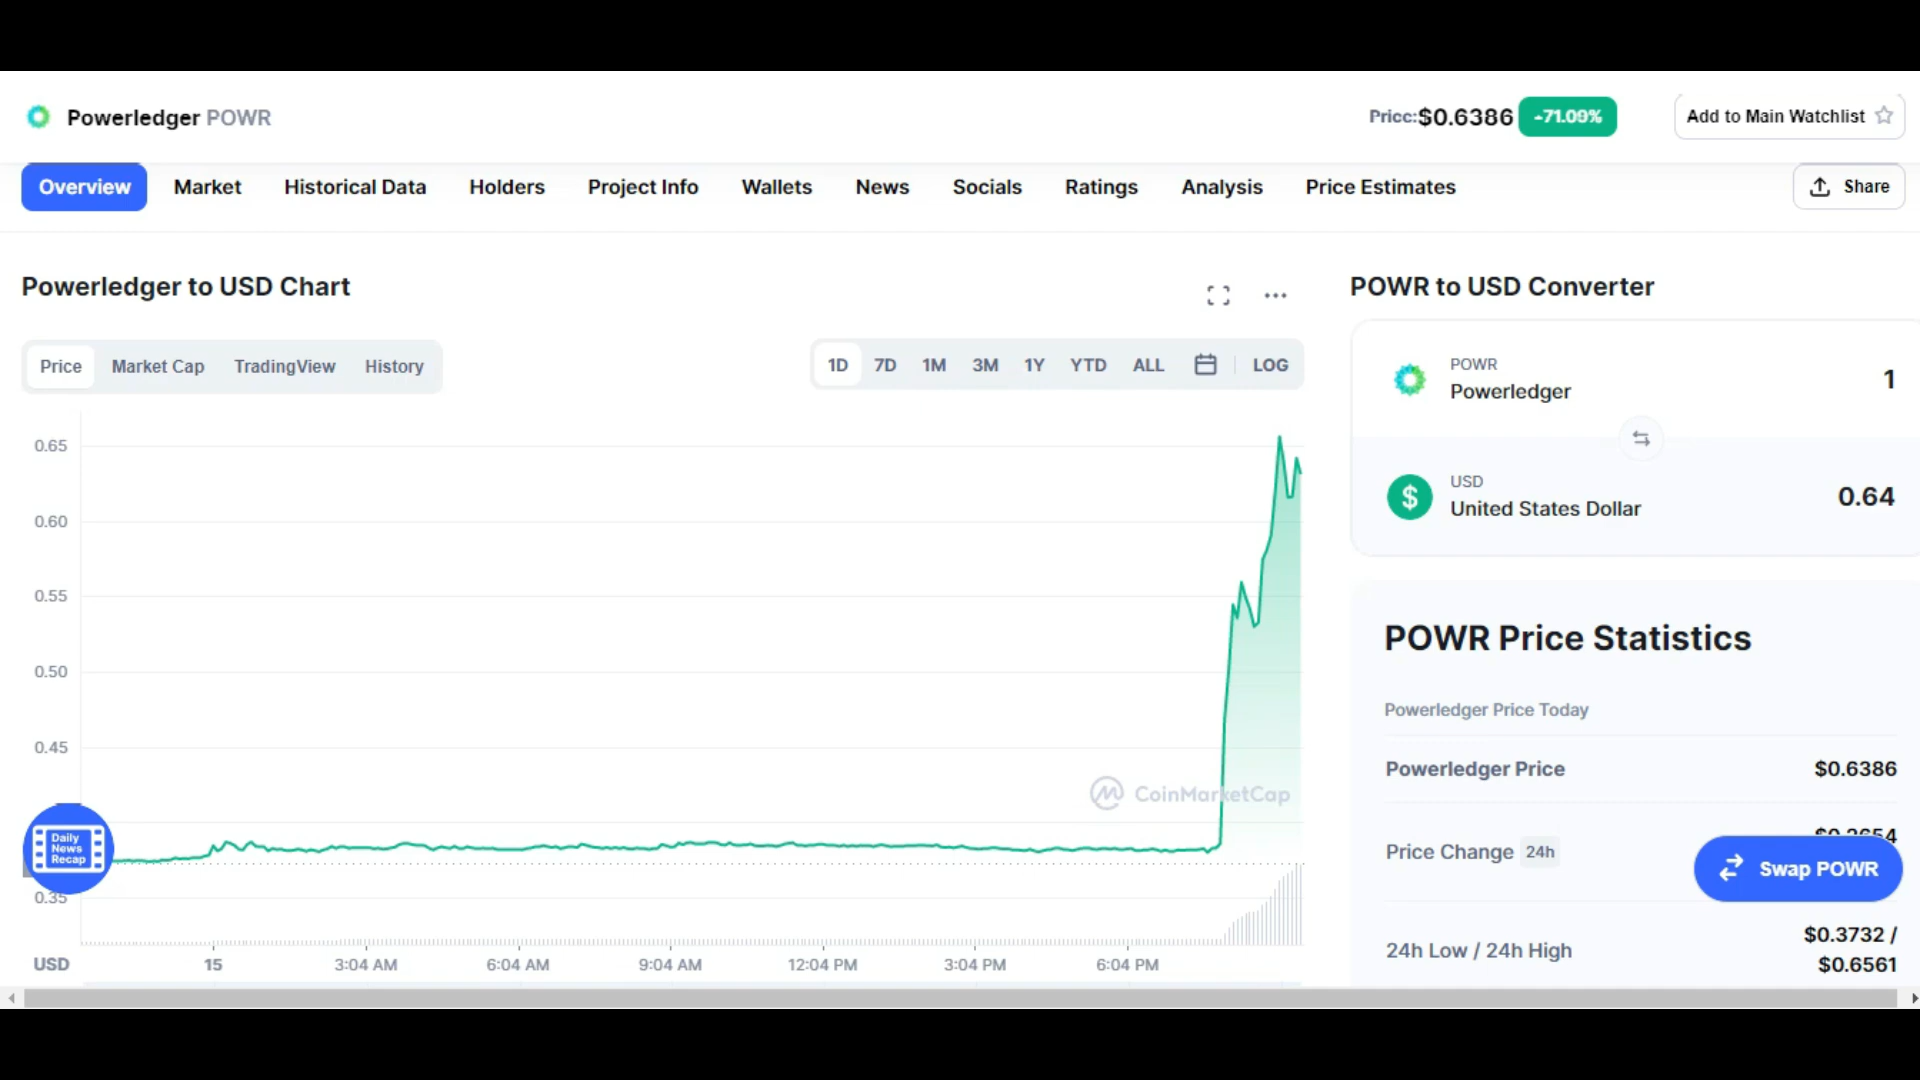 Powerledger POWR
Price: $0.6386 71.09%
Add to Main Watchlist
Overview Market Historical Data Holders Project Info Wallets News Socials Ratings Analysis Price Estimates
Share
Powerledger to USD Chart
Price Market Cap TradingView History
1D 7D 1M 3M 1Y YTD ALL LOG
0.65
0.60
0.55
0.50
0.45
0.35
CoinMarketCap
Daily
News
Recap
USD 15 3:04 AM 6:04 AM 9:04 AM 12:04 PM 3:04 PM 6:04 PM
POWR to USD Converter
POWR
Powerledger
1
USD
United States Dollar
0.64
POWR Price Statistics
Powerledger Price Today
Powerledger Price $0.6386
Price Change 24h
Swap POWR
24h Low / 24h High
$0.3732 /
$0.6561